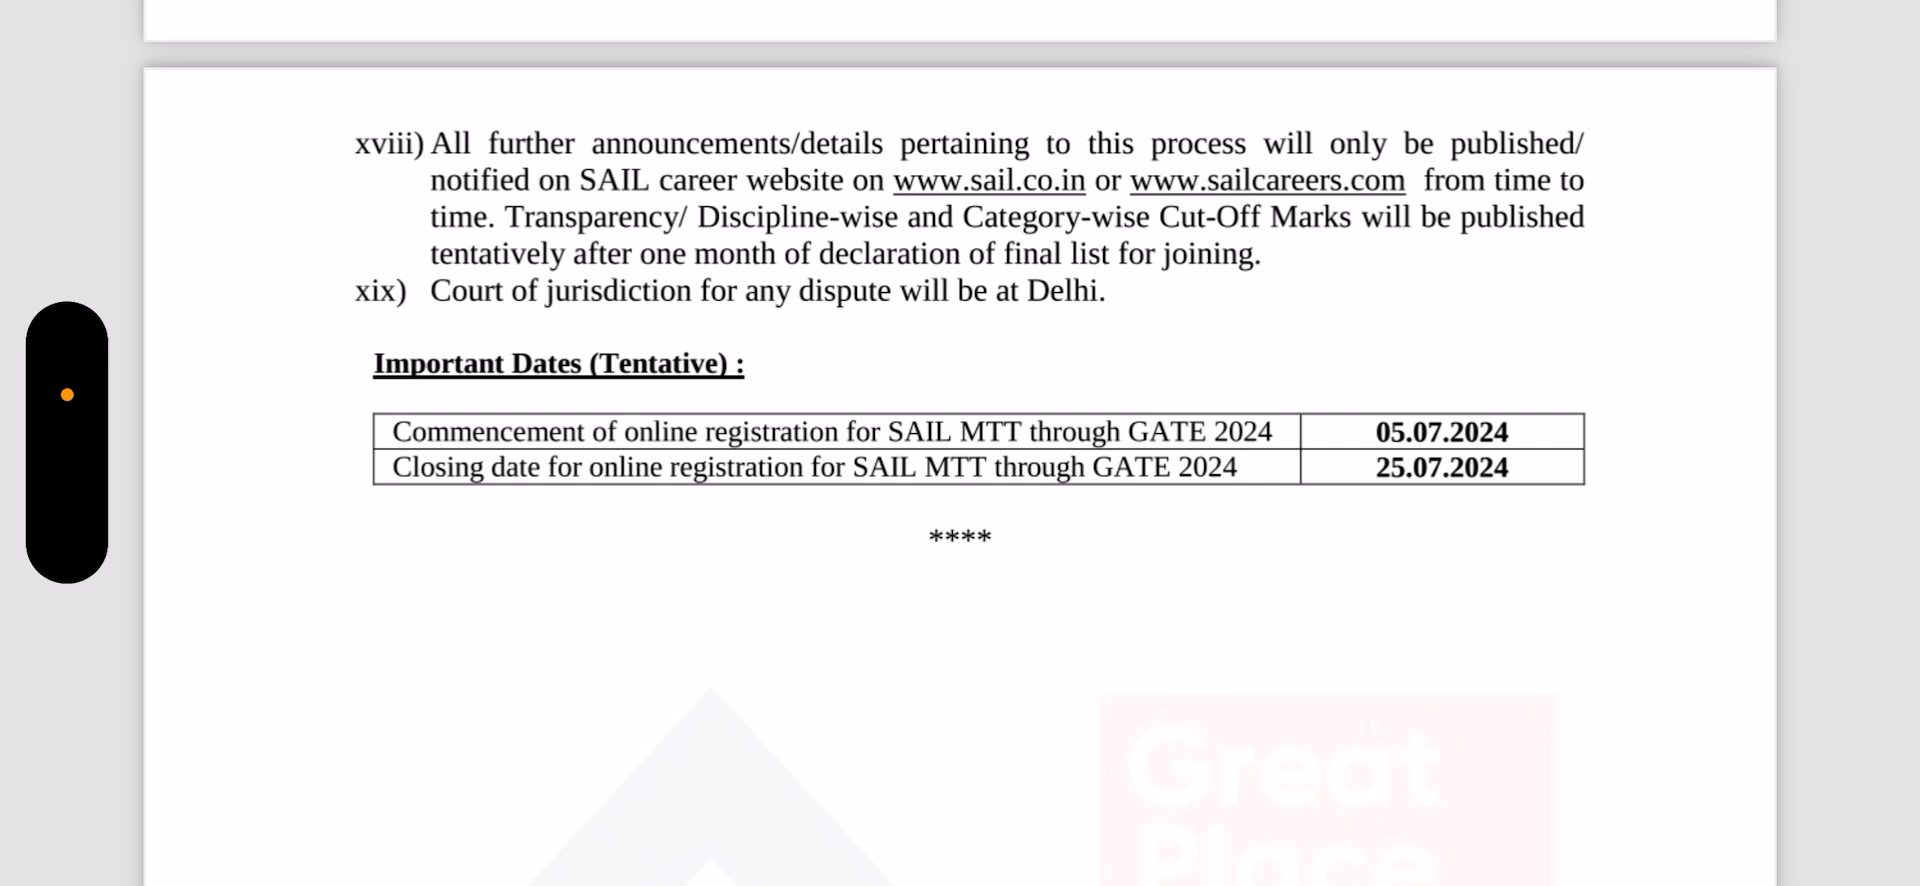 xviii) All further announcements/details pertaining to this process will only be published/
notified on SAIL career website on www.sail.co.in or www.sailcareers.com from time to
time. Transparency/ Discipline-wise and Category-wise Cut-Off Marks will be published
tentatively after one month of declaration of final list for joining.
xix) Court of jurisdiction for any dispute will be at Delhi.
Important Dates (Tentative) :
Commencement of online registration for SAIL MTT through GATE 2024 05.07.2024
Closing date for online registration for SAIL MTT through GATE 2024 25.07.2024
****
Great
Place